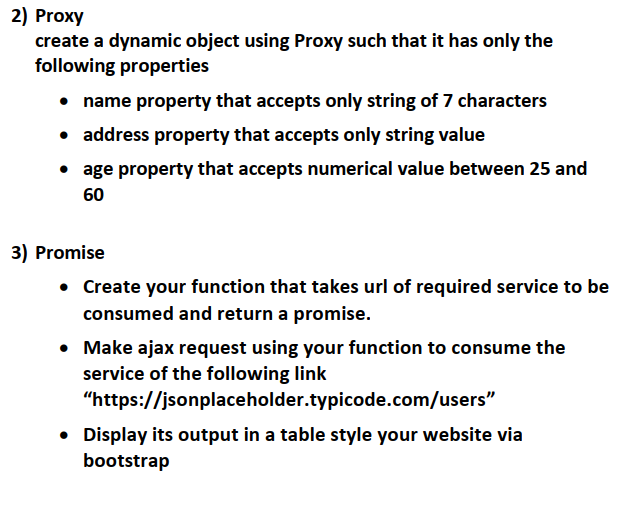 2) Proxy
create a dynamic object using Proxy such that it has only the
following properties
• name property that accepts only string of 7 characters
• address property that accepts only string value
• age property that accepts numerical value between 25 and
60
3) Promise
• Create your function that takes url of required service to be
consumed and return a promise.
• Make ajax request using your function to consume the
service of the following link
“https://jsonplaceholder.typicode.com/users”
• Display its output in a table style your website via
bootstrap